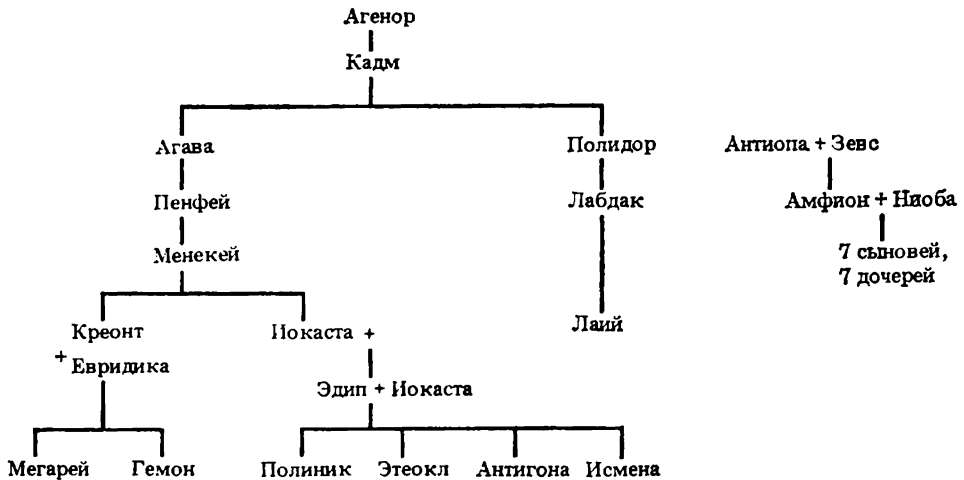 Агенор
Кадм
Агава Полидор Антиопа + Зевс
Пенфей Лабдак Амфион + Ниоба
Менекей 7 сыновей,
7 дочерей
Креонт Иокаста + Лаий
+ Евридика
Эдип + Иокаста
Мегарей Гемон Полиник Этеокл Антигона Исмена